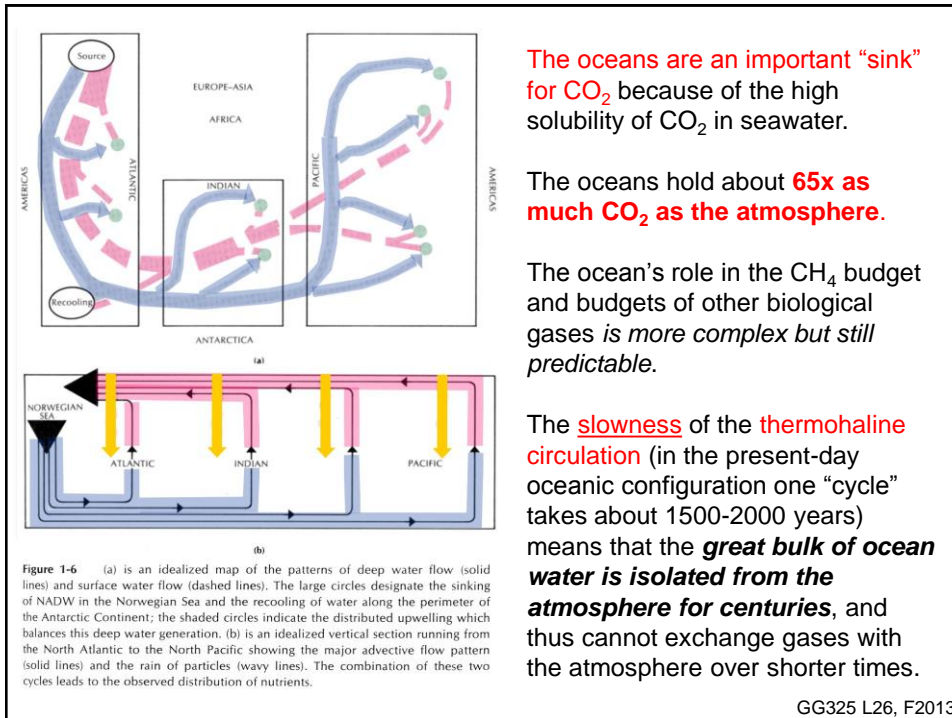 Source
EUROPE–ASIA
AFRICA
AMERICAS
ATLANTIC
INDIAN
PACIFIC
AMERICAS
Recooling
ANTARCTICA
(a)
NORWEGIAN
SEA
ATLANTIC
INDIAN
PACIFIC
(b)
Figure 1-6 (a) is an idealized map of the patterns of deep water flow (solid
lines) and surface water flow (dashed lines). The large circles designate the sinking
of NADW in the Norwegian Sea and the recooling of water along the perimeter of
the Antarctic Continent; the shaded circles indicate the distributed upwelling which
balances this deep water generation. (b) is an idealized vertical section running from
the North Atlantic to the North Pacific showing the major advective flow pattern
(solid lines) and the rain of particles (wavy lines). The combination of these two
cycles leads to the observed distribution of nutrients.
The oceans are an important “sink”
for CO₂ because of the high
solubility of CO₂ in seawater.
The oceans hold about 65x as
much CO₂ as the atmosphere.
The ocean’s role in the CH₄ budget
and budgets of other biological
gases is more complex but still
predictable.
The slowness of the thermohaline
circulation (in the present-day
oceanic configuration one “cycle”
takes about 1500-2000 years)
means that the great bulk of ocean
water is isolated from the
atmosphere for centuries, and
thus cannot exchange gases with
the atmosphere over shorter times.
GG325 L26, F2013